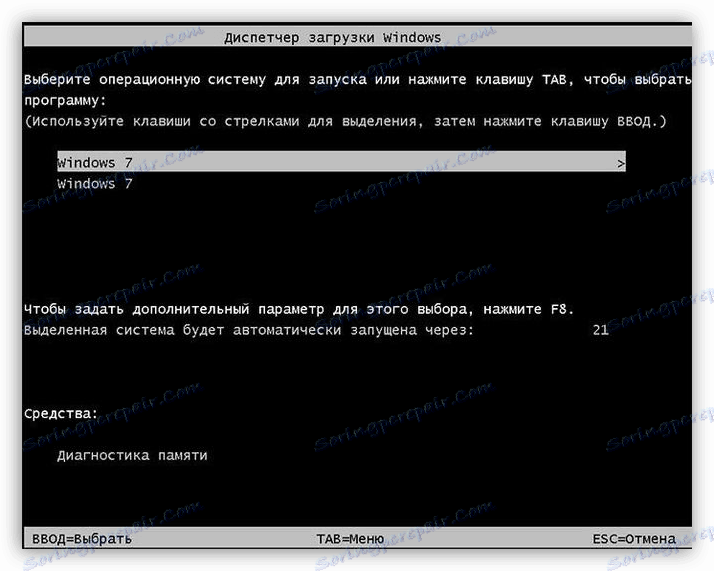 Диспетчер загрузки Windows
Выберите операционную систему для запуска или нажмите клавишу TAB, чтобы выбрать
программу:
(Используйте клавиши со стрелками для выделения, затем нажмите клавишу ВВОД.)
Windows 7 >
Windows 7
Чтобы задать дополнительный параметр для этого выбора, нажмите F8.
Выделенная система будет автоматически запущена через: 21
Средства:
Диагностика памяти
ВВОД=Выбрать TAB=Меню ESC=Отмена